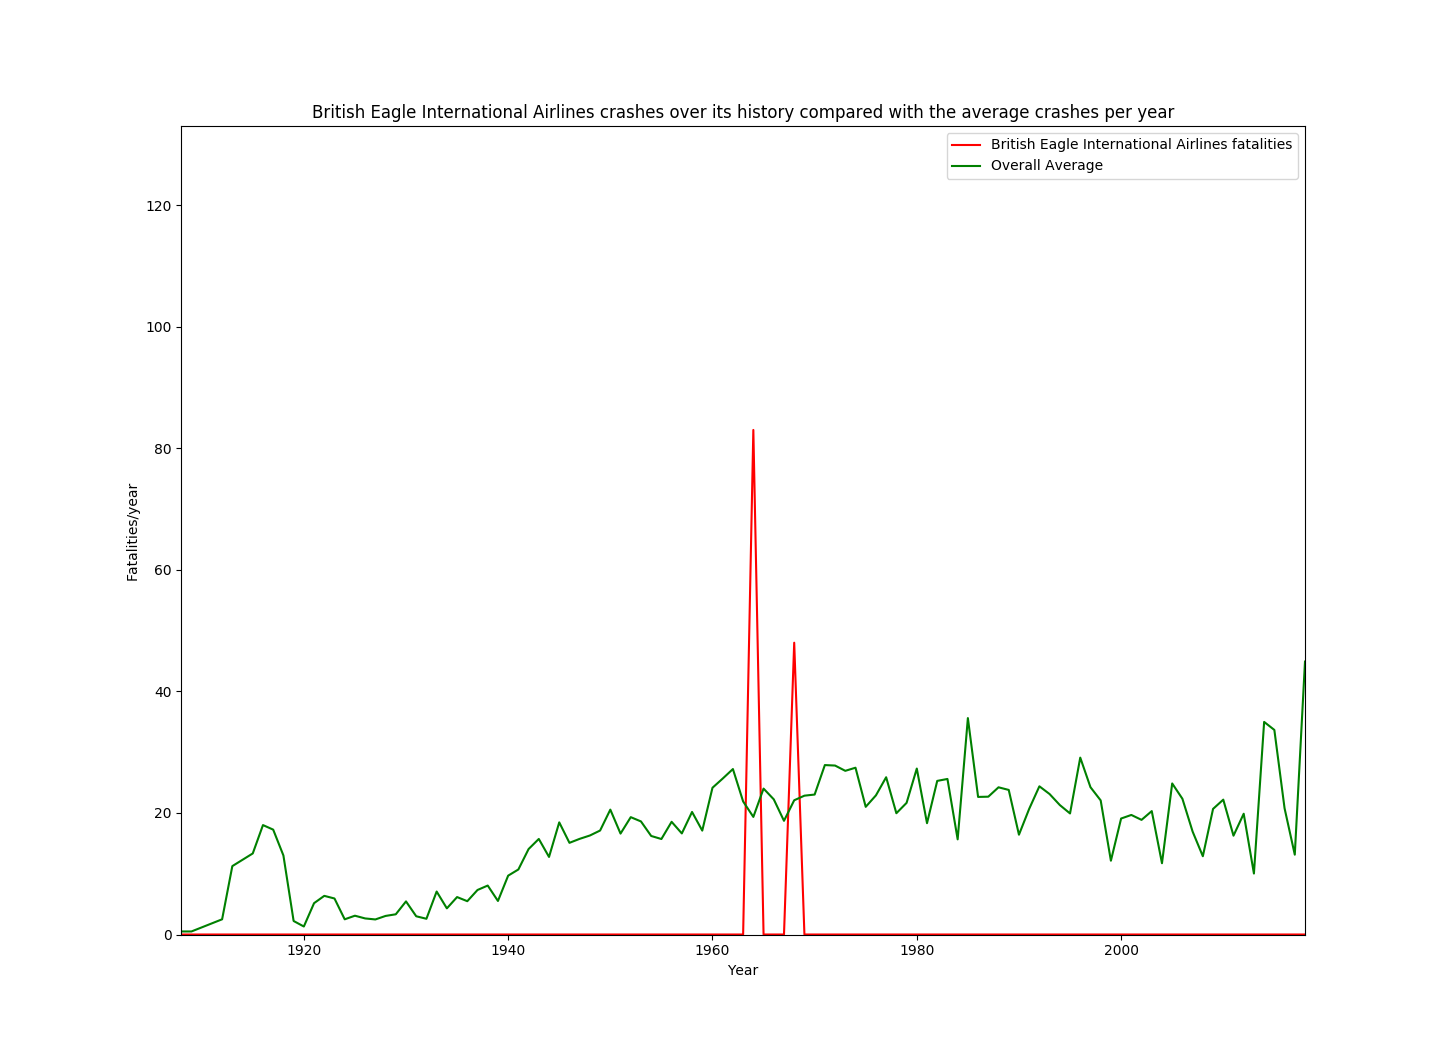 British Eagle International Airlines crashes over its history compared with the average crashes per year
British Eagle International Airlines fatalities
Overall Average
120
100
80
60
40
20
0
Fatalities/year
1920 1940 1960 1980 2000
Year